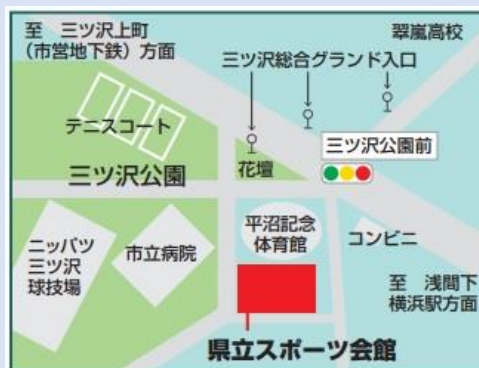 至　三ツ沢上町
（市営地下鉄）方面
翠嵐高校
三ツ沢総合グランド入口
テニスコート
三ツ沢公園前
花壇
三ツ沢公園
平沼記念
体育館
コンビニ
ニッパツ
三ツ沢
球技場
市立病院
至　浅間下
横浜駅方面
県立スポーツ会館